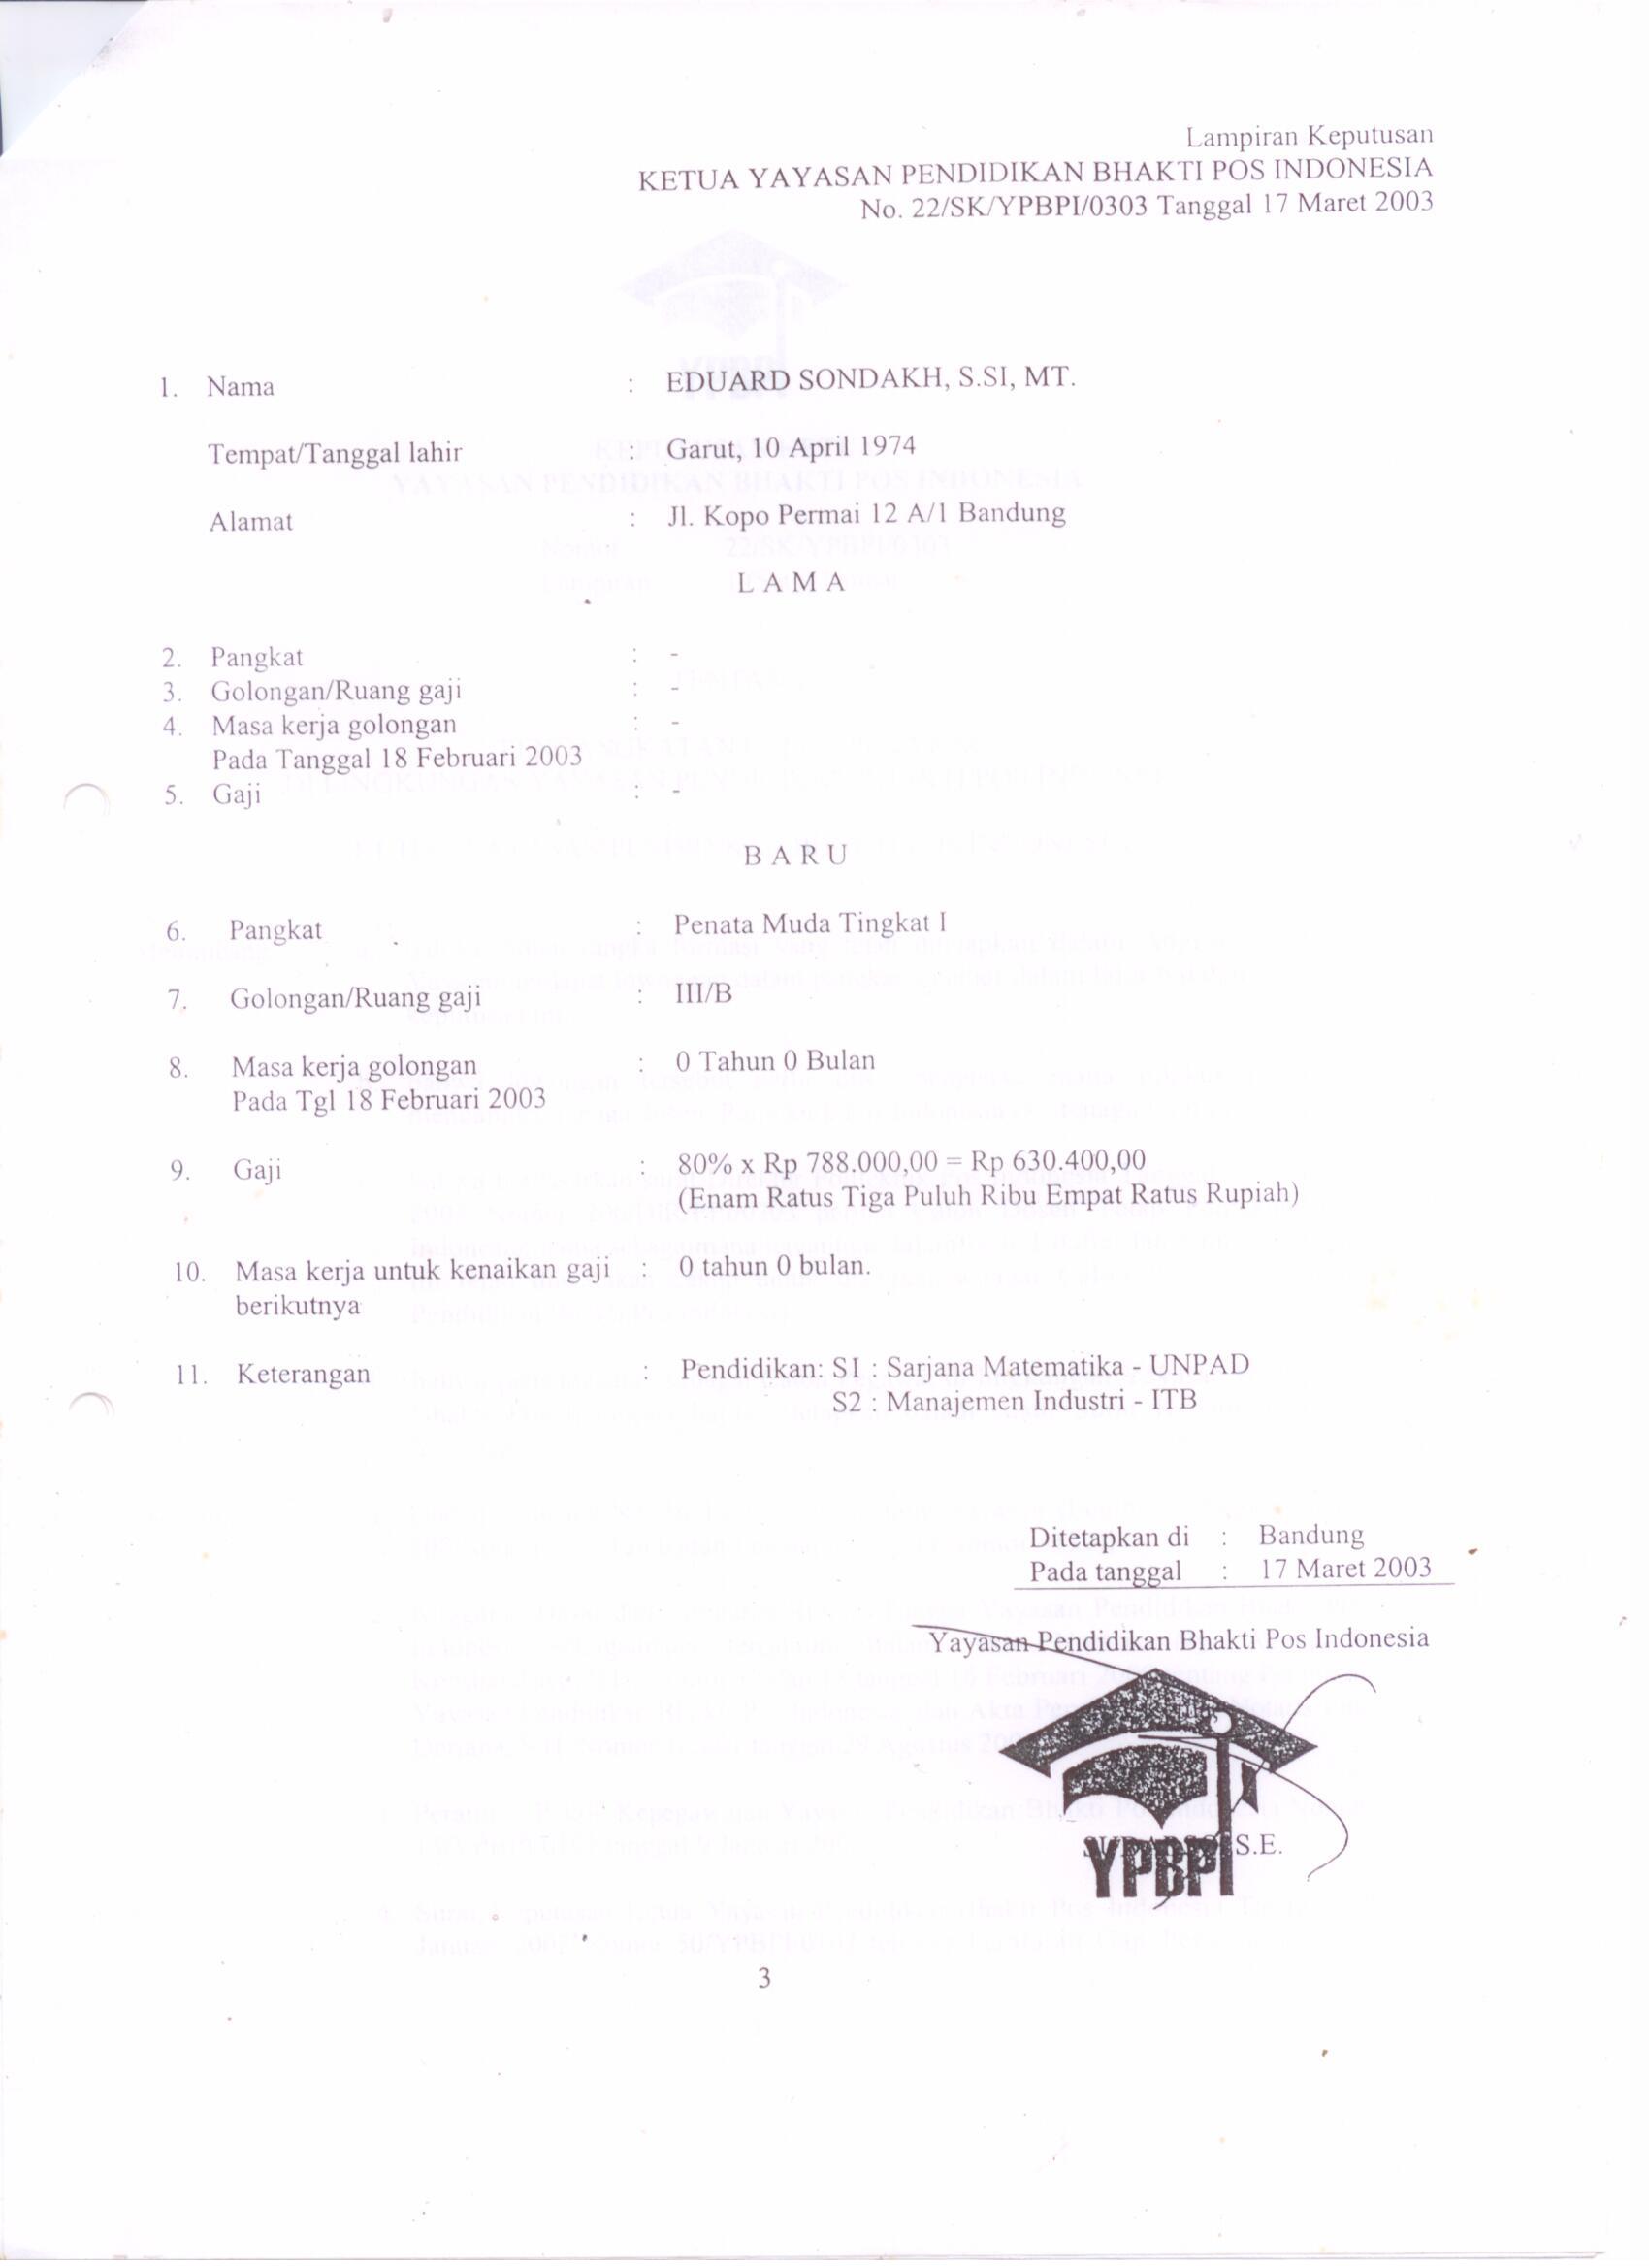 Lampiran Keputusan
KETUA YAYASAN PENDIDIKAN BHAKTI POS INDONESIA
No. 22/SK/YPBPI/0303 Tanggal 17 Maret 2003
1. Nama : EDUARD SONDAKH, S.SI, MT.
Tempat/Tanggal lahir : Garut, 10 April 1974
Alamat : Jl. Kopo Permai 12 A/1 Bandung
L A M A
2. Pangkat : -
3. Golongan/Ruang gaji : -
4. Masa kerja golongan : -
Pada Tanggal 18 Februari 2003
5. Gaji : -
B A R U
6. Pangkat : Penata Muda Tingkat I
7. Golongan/Ruang gaji : III/B
8. Masa kerja golongan : 0 Tahun 0 Bulan
Pada Tgl 18 Februari 2003
9. Gaji : 80% x Rp 788.000,00 = Rp 630.400,00
(Enam Ratus Tiga Puluh Ribu Empat Ratus Rupiah)
10. Masa kerja untuk kenaikan gaji : 0 tahun 0 bulan.
berikutnya
11. Keterangan : Pendidikan: S1 : Sarjana Matematika - UNPAD
S2 : Manajemen Industri - ITB
Ditetapkan di : Bandung
Pada tanggal : 17 Maret 2003
Yayasan Pendidikan Bhakti Pos Indonesia
S.E.
YPBPI
3